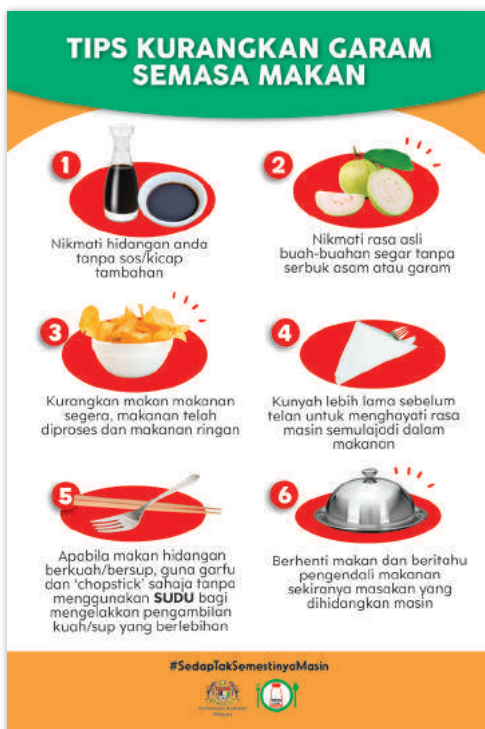 TIPS KURANGKAN GARAM
SEMASA MAKAN
1
Nikmati hidangan anda
tanpa sos/kicap
tambahan
2
Nikmati rasa asli
buah-buahan segar tanpa
serbuk asam atau garam
3
Kurangkan makan makanan
segera, makanan telah
diproses dan makanan ringan
4
Kunyah lebih lama sebelum
telan untuk menghayati rasa
masin semulajadi dalam
makanan
5
Apabila makan hidangan
berkuah/bersup, guna garfu
dan ‘chopstick’ sahaja tanpa
menggunakan SUDU bagi
mengelakkan pengambilan
kuah/sup yang berlebihan
6
Berhenti makan dan beritahu
pengendali makanan
sekiranya masakan yang
dihidangkan masin
#SedapTakSemestinyaMasin